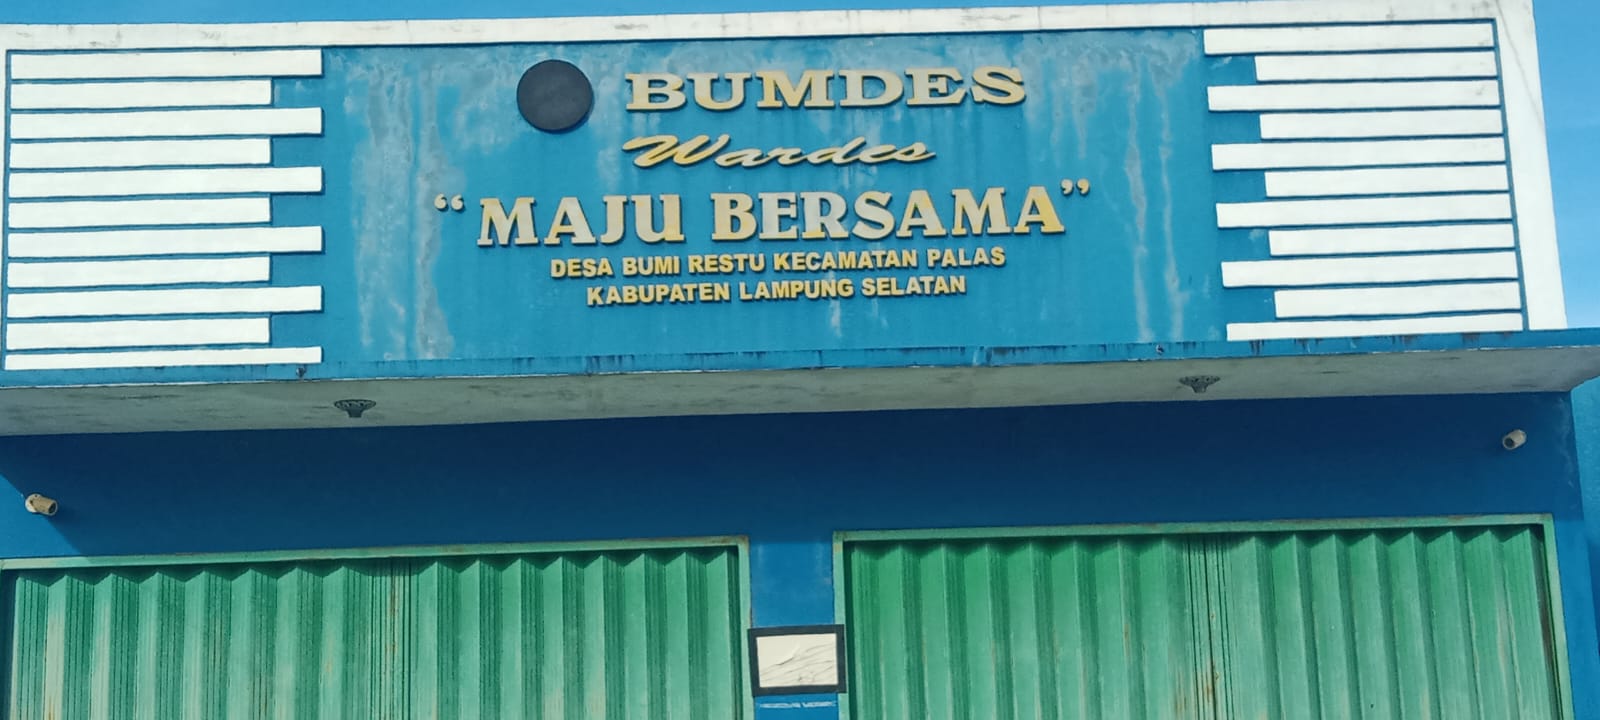 BUMDES
Wardes
“MAJU BERSAMA”
DESA BUMI RESTU KECAMATAN PALAS
KABUPATEN LAMPUNG SELATAN